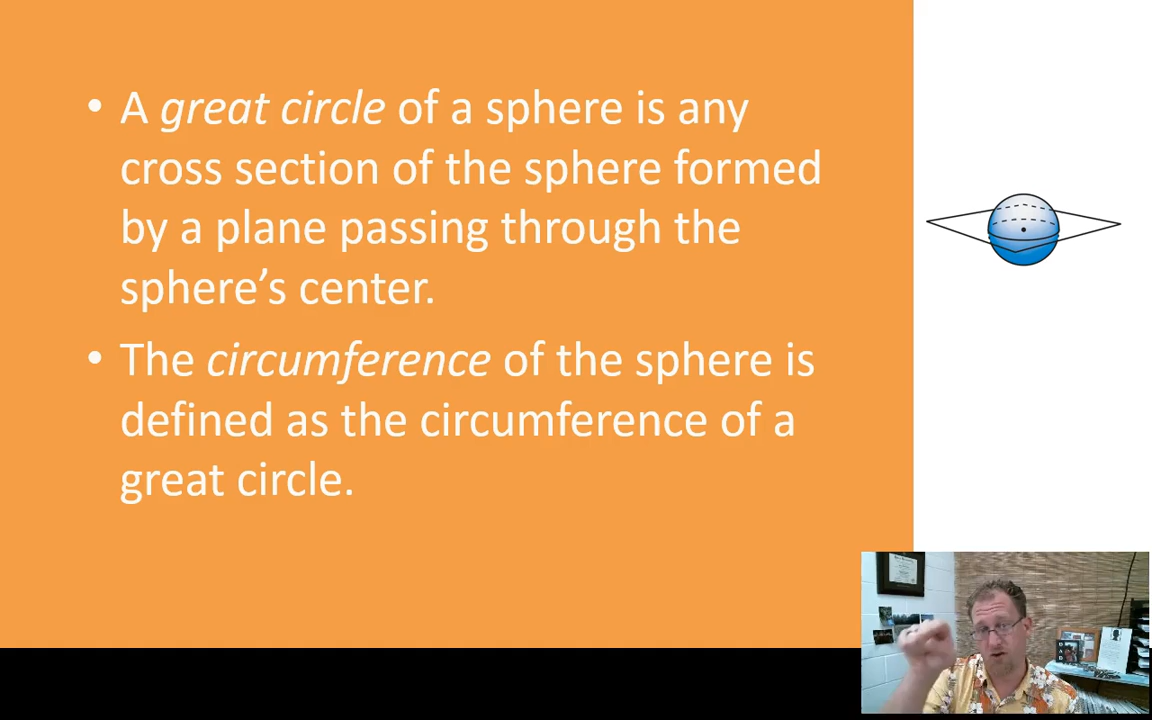 • A great circle of a sphere is any
cross section of the sphere formed
by a plane passing through the
sphere’s center.
• The circumference of the sphere is
defined as the circumference of a
great circle.